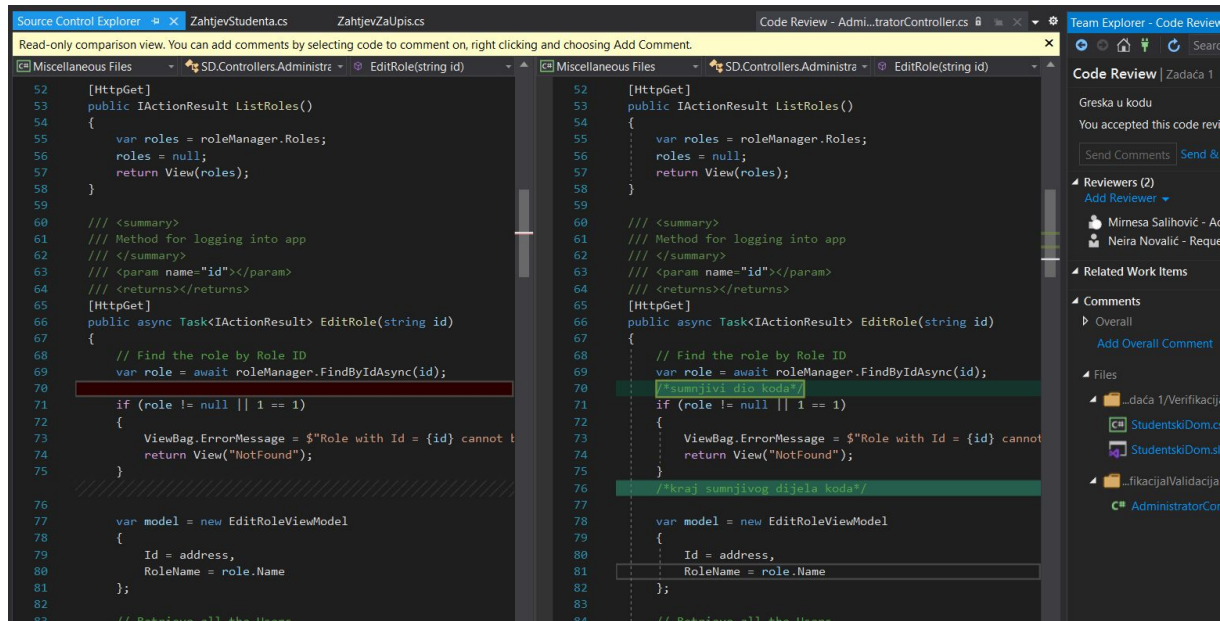 Source Control Explorer
ZahtjevStudenta.cs
ZahtjevZaUpis.cs
Code Review - Admi...tratorController.cs
Read-only comparison view. You can add comments by selecting code to comment on, right clicking and choosing Add Comment.
C# Miscellaneous Files
SD.Controllers.Administra
EditRole(string id)
52 [HttpGet]
53 public IActionResult ListRoles()
54 {
55 var roles = roleManager.Roles;
56 roles = null;
57 return View(roles);
58 }
59
60 /// <summary>
61 /// Method for logging into app
62 /// </summary>
63 /// <param name="id"></param>
64 /// <returns></returns>
65 [HttpGet]
66 public async Task<IActionResult> EditRole(string id)
67 {
68 // Find the role by Role ID
69 var role = await roleManager.FindByIdAsync(id);
70
71 if (role != null || 1 == 1)
72 {
73 ViewBag.ErrorMessage = $"Role with Id = {id} cannot b
74 return View("NotFound");
75 }
76
77 var model = new EditRoleViewModel
78 {
79 Id = address,
80 RoleName = role.Name
81 };
82
83 // Retrieve all the Users
C# Miscellaneous Files
SD.Controllers.Administra
EditRole(string id)
52 [HttpGet]
53 public IActionResult ListRoles()
54 {
55 var roles = roleManager.Roles;
56 roles = null;
57 return View(roles);
58 }
59
60 /// <summary>
61 /// Method for logging into app
62 /// </summary>
63 /// <param name="id"></param>
64 /// <returns></returns>
65 [HttpGet]
66 public async Task<IActionResult> EditRole(string id)
67 {
68 // Find the role by Role ID
69 var role = await roleManager.FindByIdAsync(id);
70 /*sumnjivi dio koda*/
71 if (role != null || 1 == 1)
72 {
73 ViewBag.ErrorMessage = $"Role with Id = {id} cannot
74 return View("NotFound");
75 }
76 /*kraj sumnjivog dijela koda*/
77
78 var model = new EditRoleViewModel
79 {
80 Id = address,
81 RoleName = role.Name
82 };
83
84 // Retrieve all the Users
Team Explorer - Code Review
Sear
Code Review | Zadaća 1
Greska u kodu
You accepted this code revi
Send Comments Send &
Reviewers (2)
Add Reviewer
Mirnesa Salihović - Ac
Neira Novalić - Reque
Related Work Items
Comments
Overall
Add Overall Comment
Files
...daća 1/Verifikacija
C# StudentskiDom.cs
StudentskiDom.sl
...fikacijaIValidacija
C# AdministratorCon